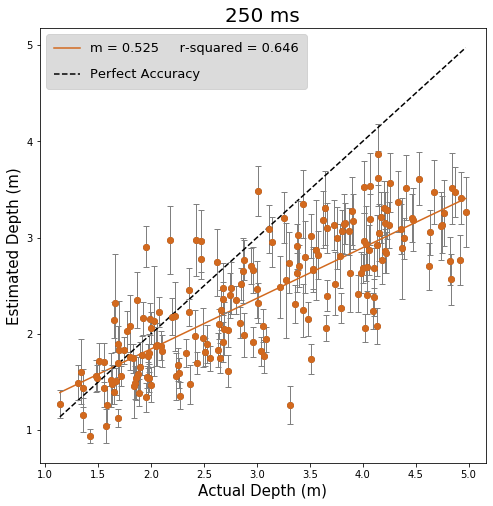 250 ms
m = 0.525 r-squared = 0.646
Perfect Accuracy
Estimated Depth (m)
5
4
3
2
1
1.0 1.5 2.0 2.5 3.0 3.5 4.0 4.5 5.0
Actual Depth (m)